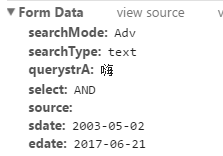 ▼ Form Data view source
searchMode: Adv
searchType: text
querystrA: 嗨
select: AND
source:
sdate: 2003-05-02
edate: 2017-06-21